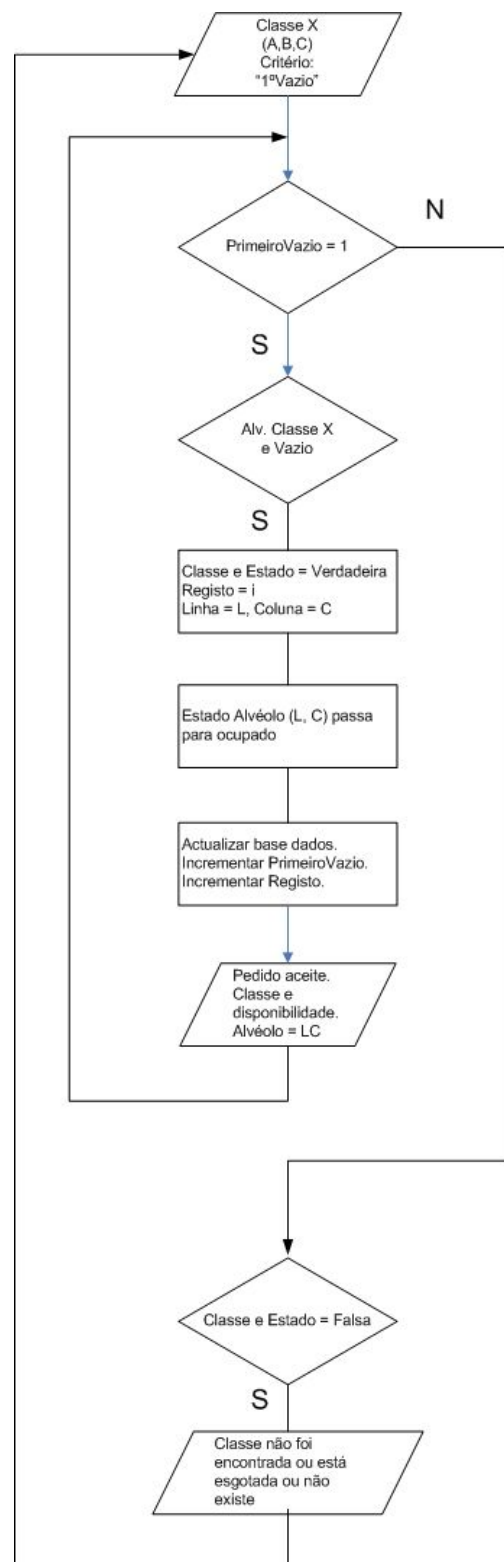 Classe X
(A,B,C)
Critério:
“1ºVazio”
N
PrimeiroVazio = 1
S
Alv. Classe X
e Vazio
S
Classe e Estado = Verdadeira
Registo = i
Linha = L, Coluna = C
Estado Alvéolo (L, C) passa
para ocupado
Actualizar base dados.
Incrementar PrimeiroVazio.
Incrementar Registo.
Pedido aceite.
Classe e
disponibilidade.
Alvéolo = LC
Classe e Estado = Falsa
S
Classe não foi
encontrada ou está
esgotada ou não
existe